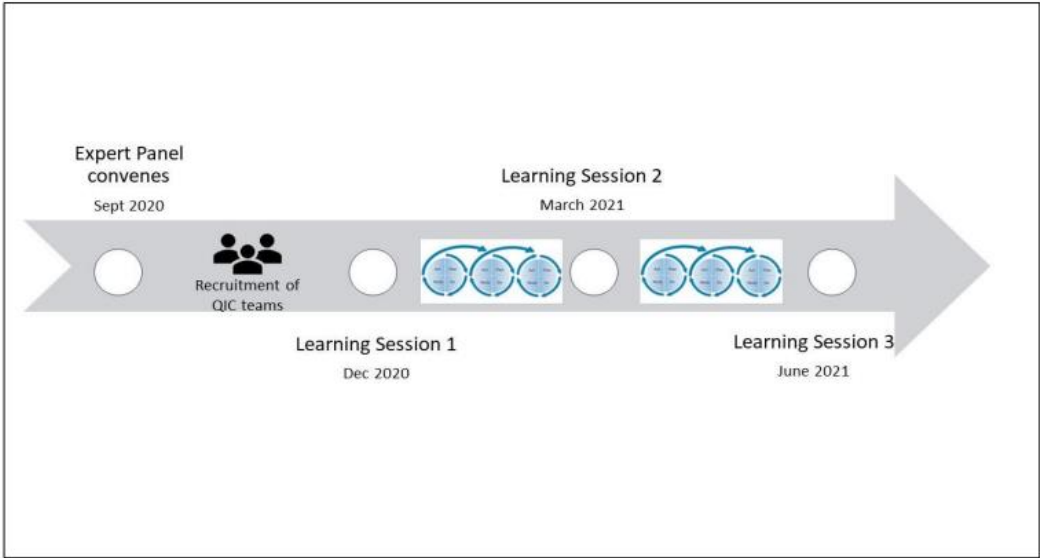 Expert Panel
convenes
Sept 2020
Recruitment of
QIC teams
Learning Session 1
Dec 2020
Learning Session 2
March 2021
Learning Session 3
June 2021